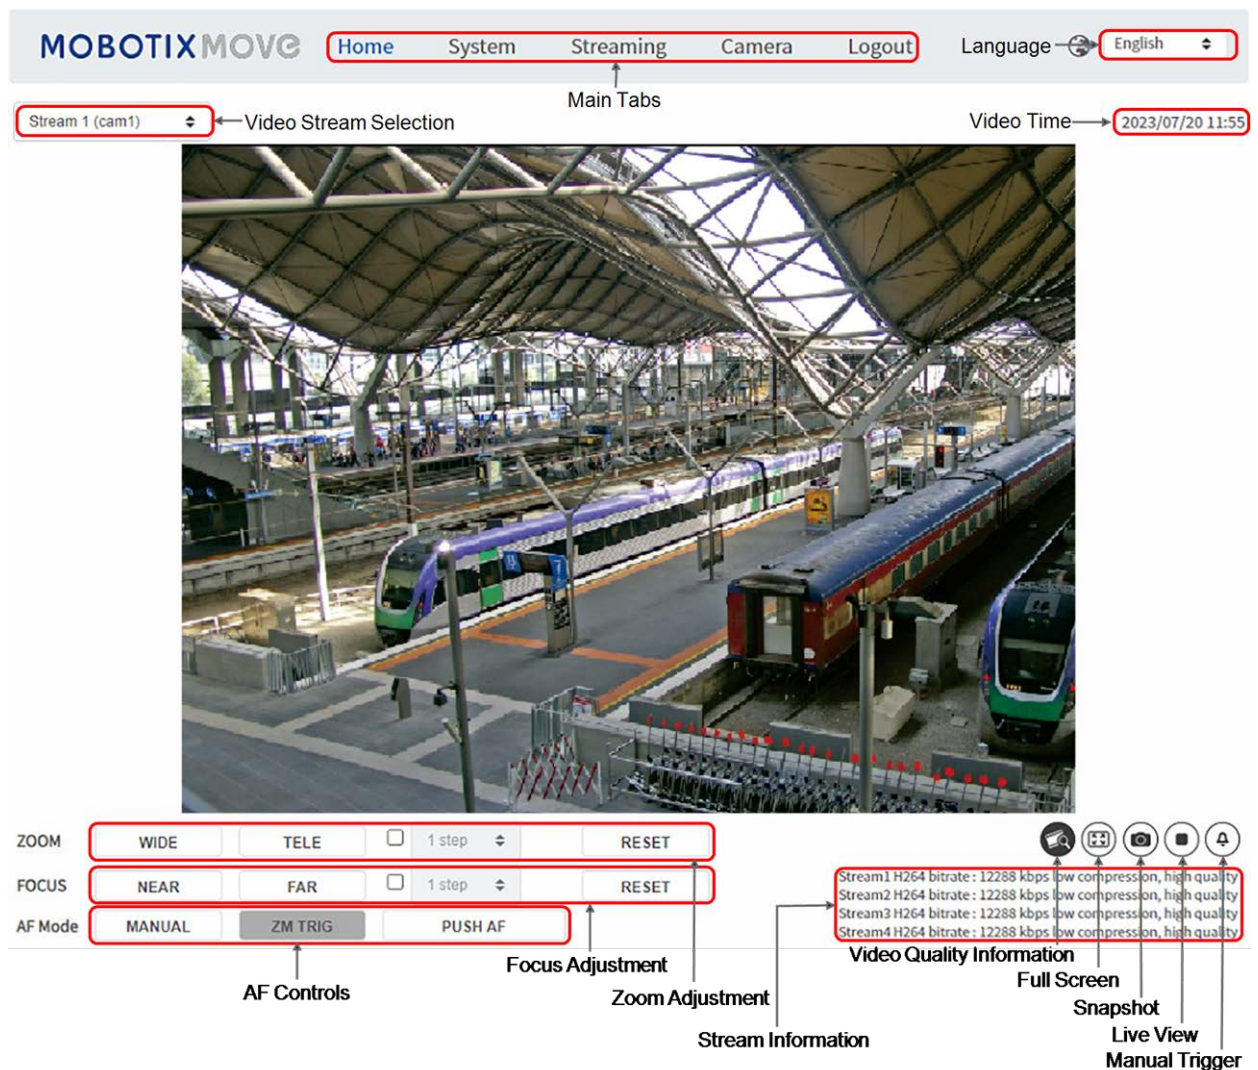 MOBOTIX MOVE Home System Streaming Camera Logout Language English
Main Tabs
Stream 1 (cam1) Video Stream Selection Video Time 2023/07/20 11:55
ZOOM WIDE TELE 1 step RESET
FOCUS NEAR FAR 1 step RESET
AF Mode MANUAL ZM TRIG PUSH AF
Stream1 H264 bitrate : 12288 kbps low compression, high quality
Stream2 H264 bitrate : 12288 kbps low compression, high quality
Stream3 H264 bitrate : 12288 kbps low compression, high quality
Stream4 H264 bitrate : 12288 kbps low compression, high quality
Video Quality Information
Focus Adjustment
Full Screen
AF Controls
Zoom Adjustment
Snapshot
Live View
Stream Information
Manual Trigger